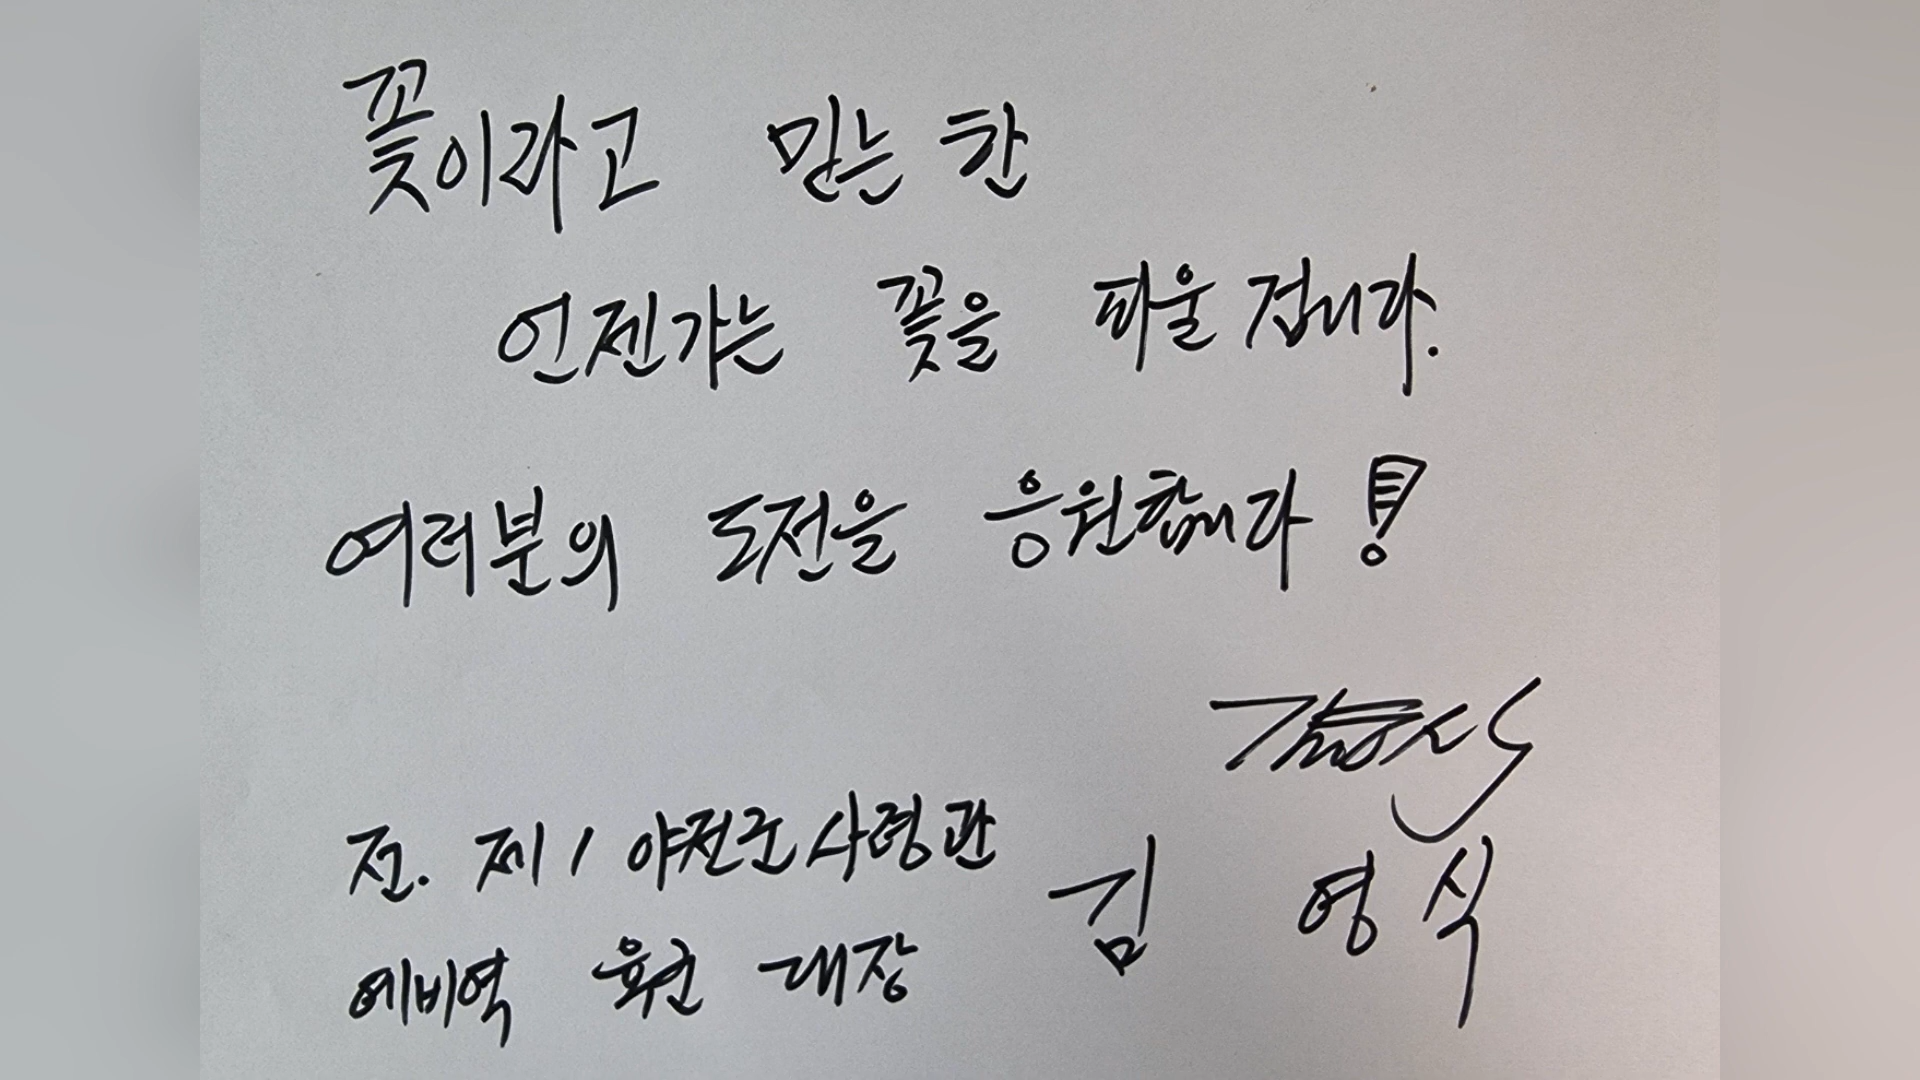 꽃이라고 믿는 한
언젠가는 꽃을 피울 겁니다.
여러분의 도전을 응원합니다!
전. 제1야전군사령관
예비역 육군 대장 김영식